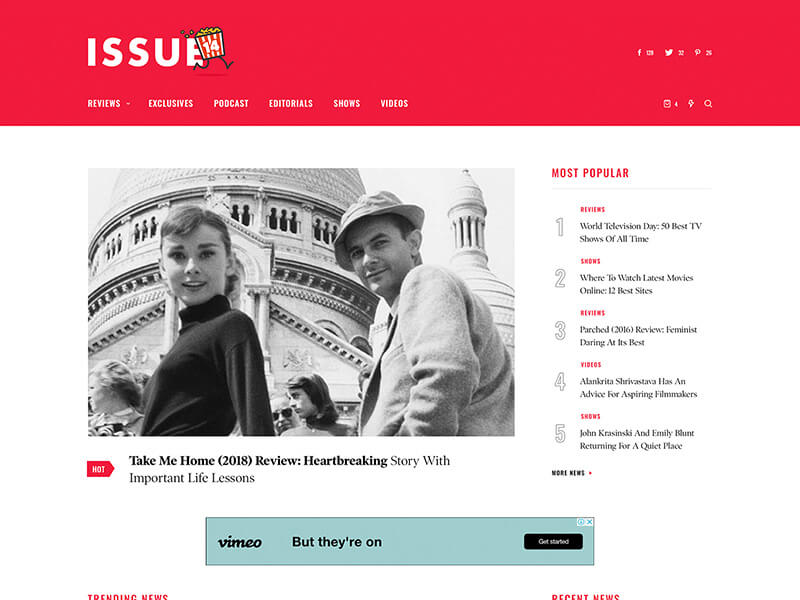 ISSUE
14
128 32 26
REVIEWS EXCLUSIVES PODCAST EDITORIALS SHOWS VIDEOS
4
MOST POPULAR
1
REVIEWS
World Television Day: 50 Best TV
Shows Of All Time
2
SHOWS
Where To Watch Latest Movies
Online: 12 Best Sites
3
REVIEWS
Parched (2016) Review: Feminist
Daring At Its Best
4
VIDEOS
Alankrita Shrivastava Has An
Advice For Aspiring Filmmakers
5
SHOWS
John Krasinski And Emily Blunt
Returning For A Quiet Place
MORE NEWS
HOT
Take Me Home (2018) Review: Heartbreaking Story With
Important Life Lessons
vimeo
But they're on
Get started
TRENDING NEWS
RECENT NEWS